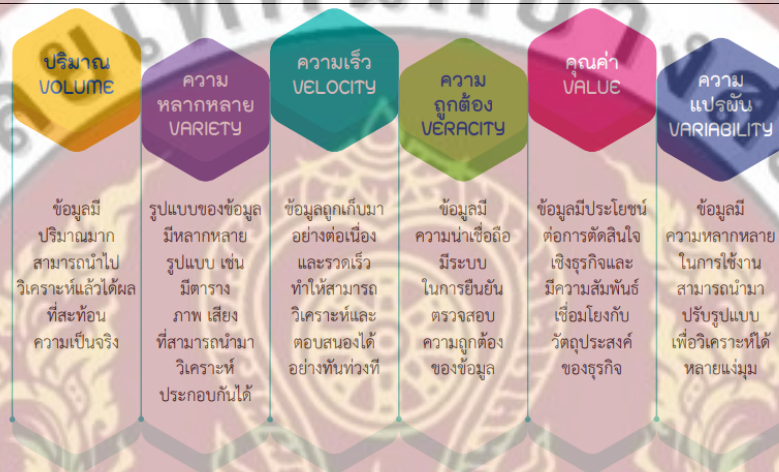 ปริมาณ
VOLUME
ข้อมูลมี
ปริมาณมาก
สามารถนำไป
วิเคราะห์แล้วได้ผล
ที่สะท้อน
ความเป็นจริง
ความ
หลากหลาย
VARIETY
รูปแบบของข้อมูล
มีหลากหลาย
รูปแบบ เช่น
มีตาราง
ภาพ เสียง
ที่สามารถนำมา
วิเคราะห์
ประกอบกันได้
ความเร็ว
VELOCITY
ข้อมูลถูกเก็บมา
อย่างต่อเนื่อง
และรวดเร็ว
ทำให้สามารถ
วิเคราะห์และ
ตอบสนองได้
อย่างทันท่วงที
ความ
ถูกต้อง
VERACITY
ข้อมูลมี
ความน่าเชื่อถือ
มีระบบ
ในการยืนยัน
ตรวจสอบ
ความถูกต้อง
ของข้อมูล
คุณค่า
VALUE
ข้อมูลมีประโยชน์
ต่อการตัดสินใจ
เชิงธุรกิจและ
มีความสัมพันธ์
เชื่อมโยงกับ
วัตถุประสงค์
ของธุรกิจ
ความ
แปรผัน
VARIABILITY
ข้อมูลมี
ความหลากหลาย
ในการใช้งาน
สามารถนำมา
ปรับรูปแบบ
เพื่อวิเคราะห์ได้
หลายแง่มุม